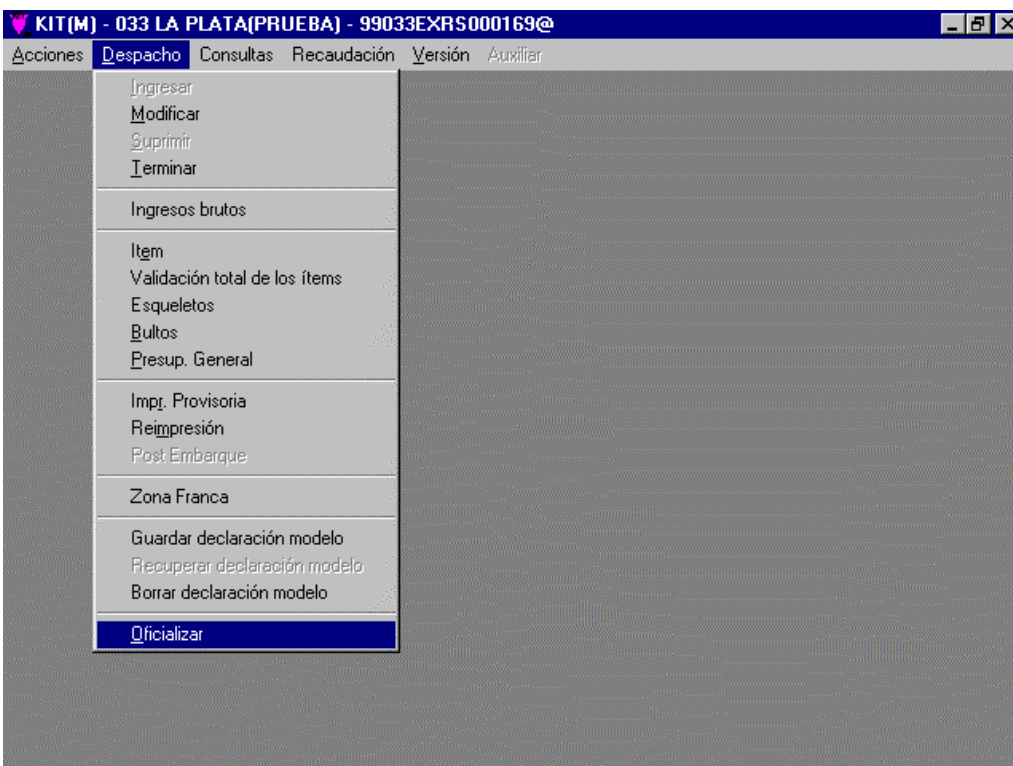 KIT(M) - 033 LA PLATA(PRUEBA) - 99033EXRS000169@
Acciones Despacho Consultas Recaudación Versión Auxiliar
Ingresar
Modificar
Suprimir
Terminar
Ingresos brutos
Item
Validación total de los ítems
Esqueletos
Bultos
Presup. General
Impr. Provisoria
Reimpresión
Post Embarque
Zona Franca
Guardar declaración modelo
Recuperar declaración modelo
Borrar declaración modelo
Oficializar